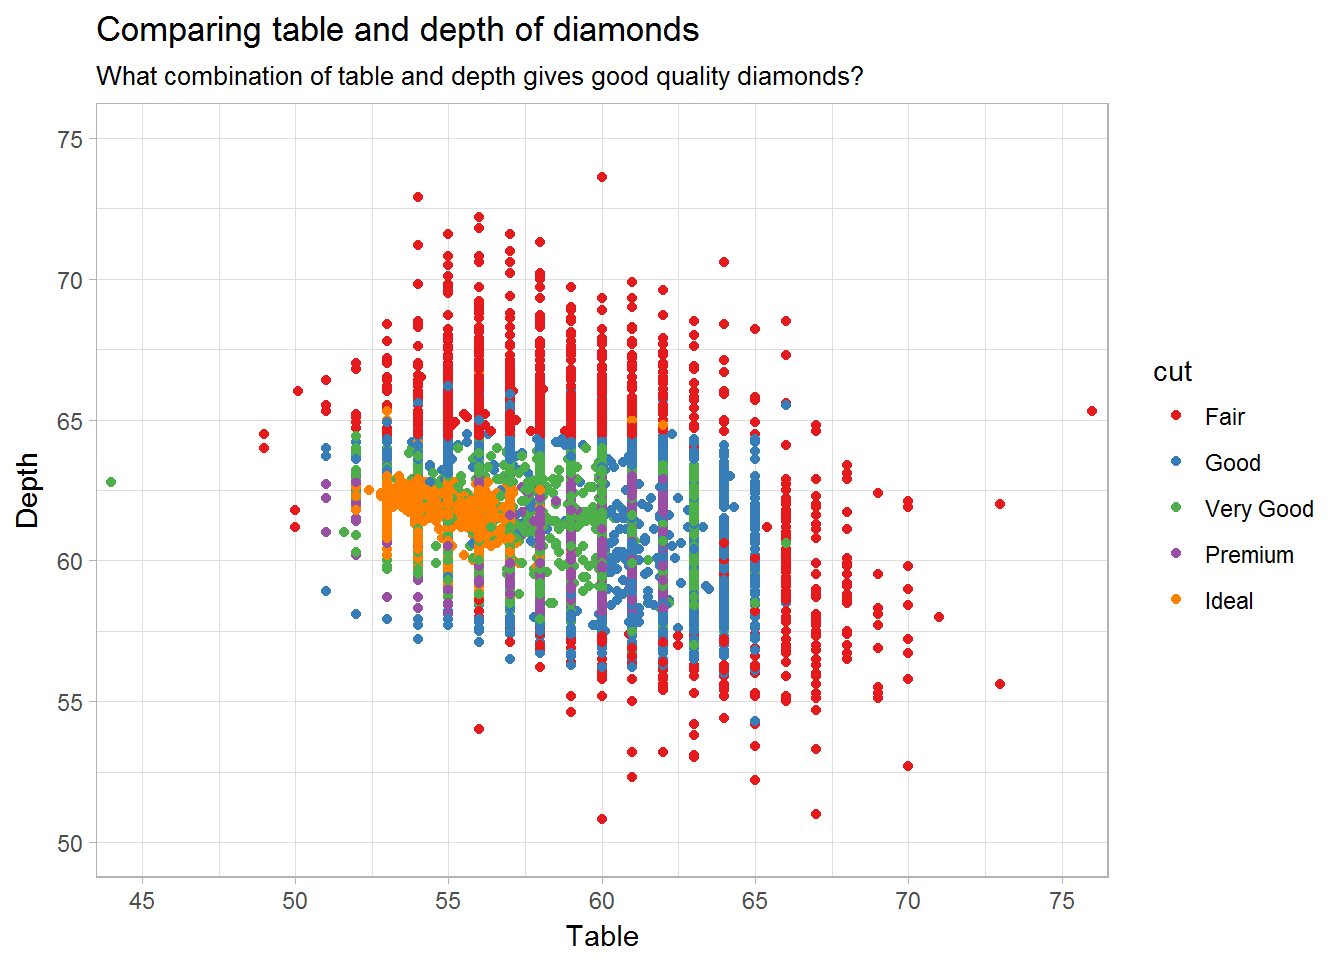 Comparing table and depth of diamonds
What combination of table and depth gives good quality diamonds?
75
70
65
60
55
50
Depth
45 50 55 60 65 70 75
Table
cut
Fair
Good
Very Good
Premium
Ideal